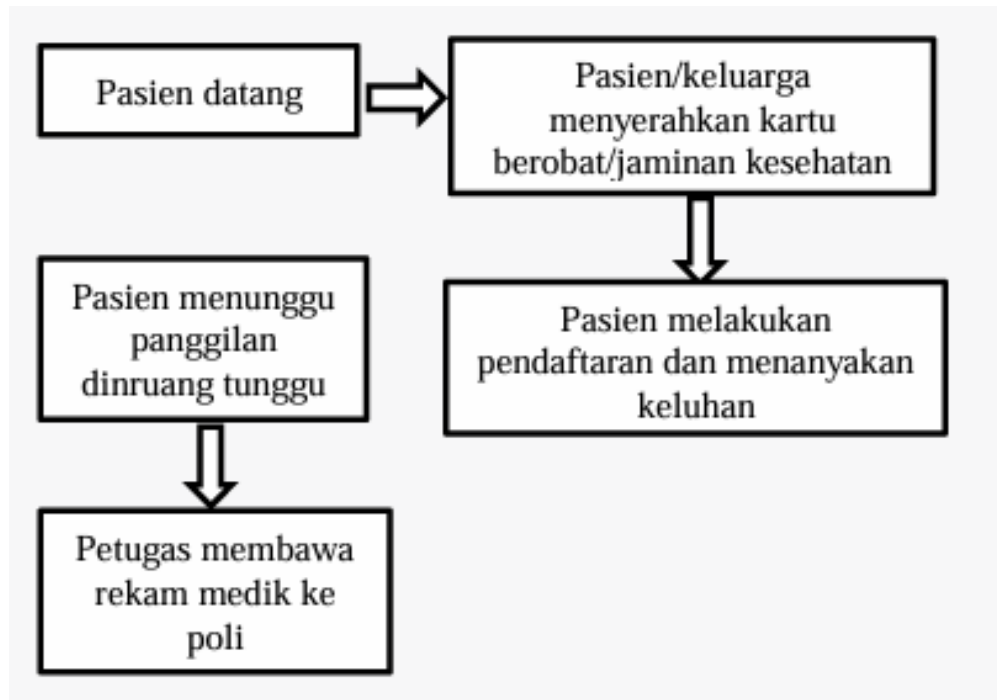 Pasien datang
Pasien/keluarga
menyerahkan kartu
berobat/jaminan kesehatan
Pasien melakukan
pendaftaran dan menanyakan
keluhan
Pasien menunggu
panggilan
dinruang tunggu
Petugas membawa
rekam medik ke
poli